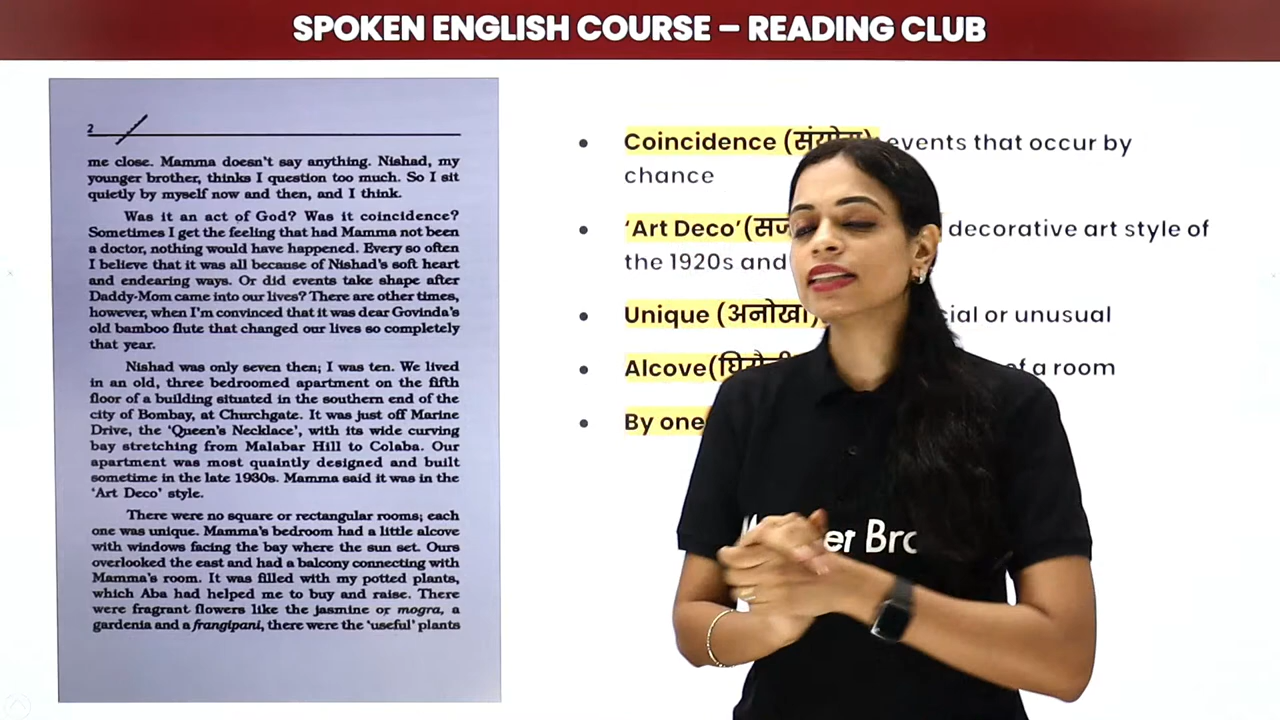 SPOKEN ENGLISH COURSE – READING CLUB
2
me close. Mamma doesn't say anything. Nishad, my
younger brother, thinks I question too much. So I sit
quietly by myself now and then, and I think.
Was it an act of God? Was it coincidence?
Sometimes I get the feeling that had Mamma not been
a doctor, nothing would have happened. Every so often
I believe that it was all because of Nishad's soft heart
and endearing ways. Or did events take shape after
Daddy-Mom came into our lives? There are other times,
however, when I'm convinced that it was dear Govinda's
old bamboo flute that changed our lives so completely
that year.
Nishad was only seven then; I was ten. We lived
in an old, three bedroomed apartment on the fifth
floor of a building situated in the southern end of the
city of Bombay, at Churchgate. It was just off Marine
Drive, the 'Queen's Necklace', with its wide curving
bay stretching from Malabar Hill to Colaba. Our
apartment was most quaintly designed and built
sometime in the late 1930s. Mamma said it was in the
'Art Deco' style.
There were no square or rectangular rooms; each
one was unique. Mamma's bedroom had a little alcove
with windows facing the bay where the sun set. Ours
overlooked the east and had a balcony connecting with
Mamma's room. It was filled with my potted plants,
which Aba had helped me to buy and raise. There
were fragrant flowers like the jasmine or mogra, a
gardenia and a frangipani, there were the 'useful' plants
• Coincidence (संयोग): events that occur by
chance
• 'Art Deco' decorative art style of
the 1920s and
• Unique (अनोखा) or unusual
• Alcove of a room
• By one